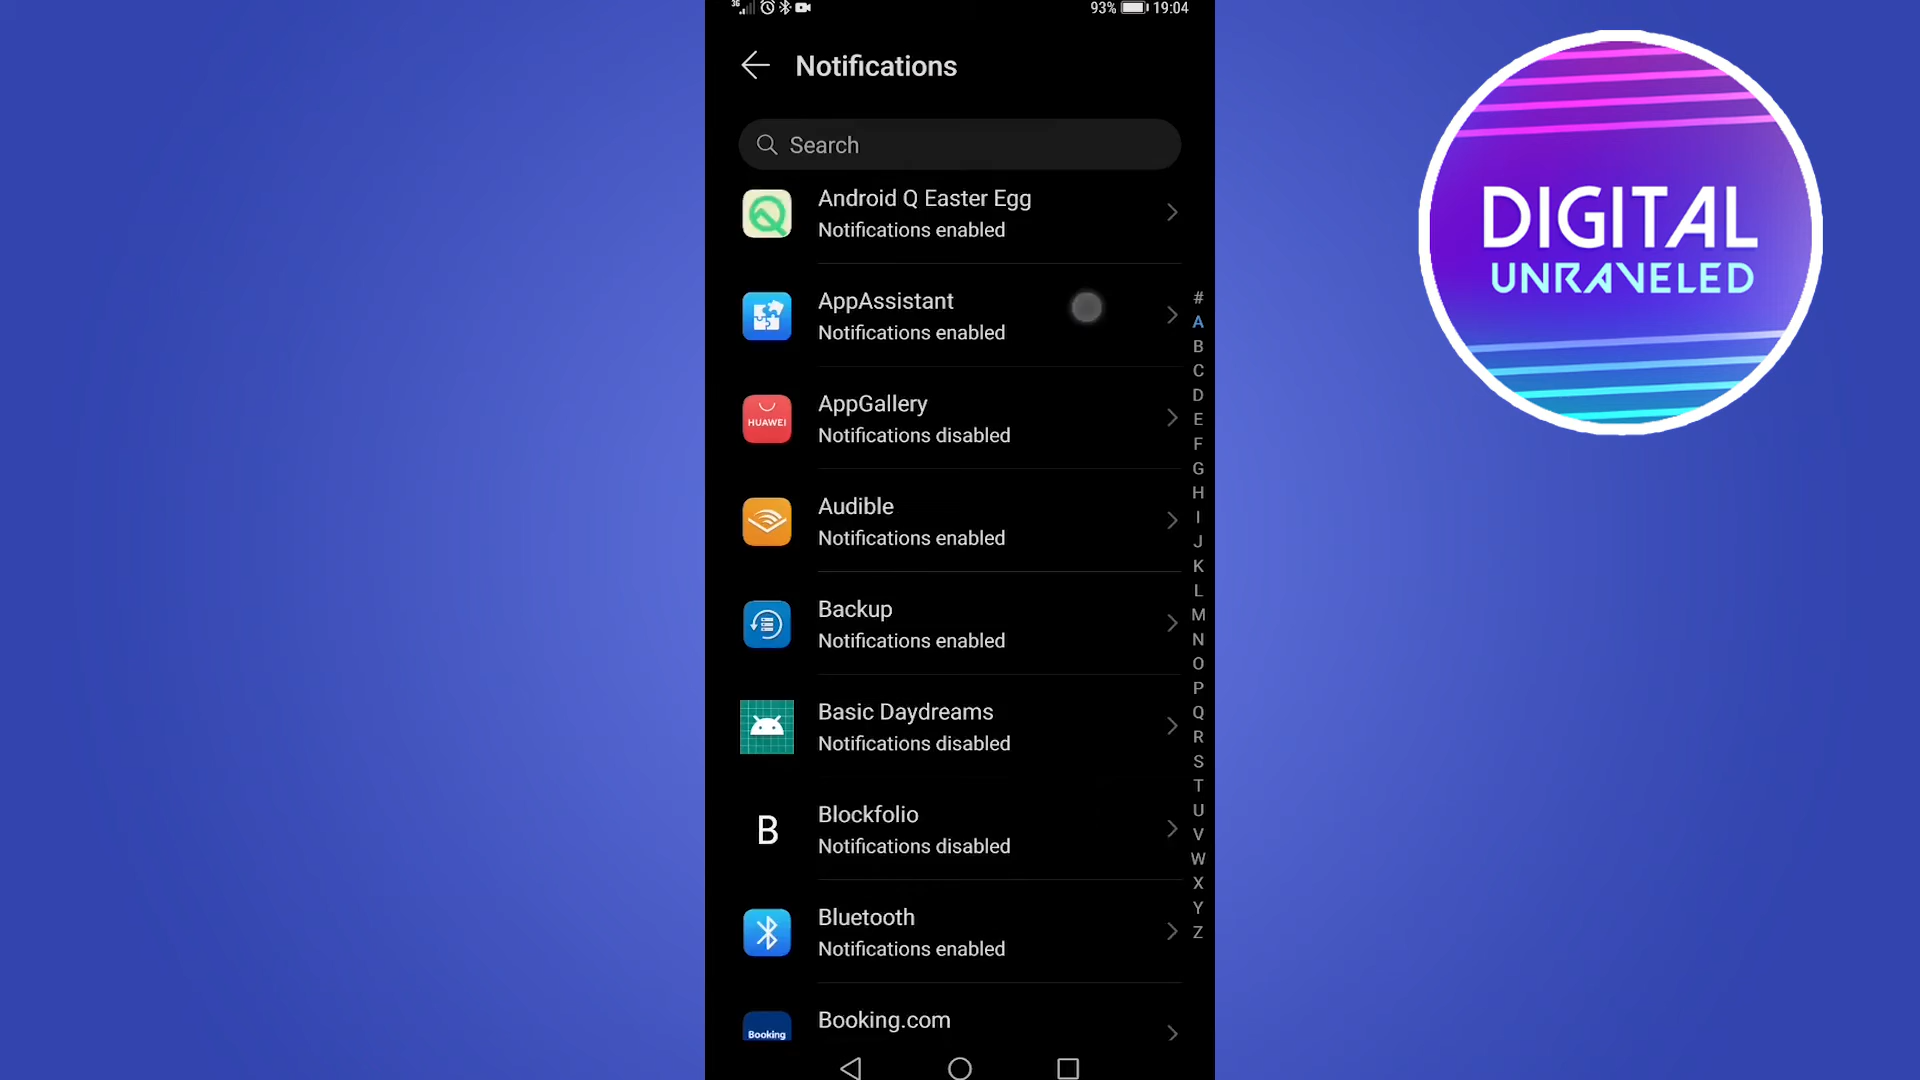 3G
93% 19:04
Notifications
Search
Android Q Easter Egg
Notifications enabled
AppAssistant
Notifications enabled
HUAWEI
AppGallery
Notifications disabled
Audible
Notifications enabled
Backup
Notifications enabled
Basic Daydreams
Notifications disabled
B
Blockfolio
Notifications disabled
Bluetooth
Notifications enabled
Booking
Booking.com
#
A
B
C
D
E
F
G
H
I
J
K
L
M
N
O
P
Q
R
S
T
U
V
W
X
Y
Z
DIGITAL
UNRAVELED